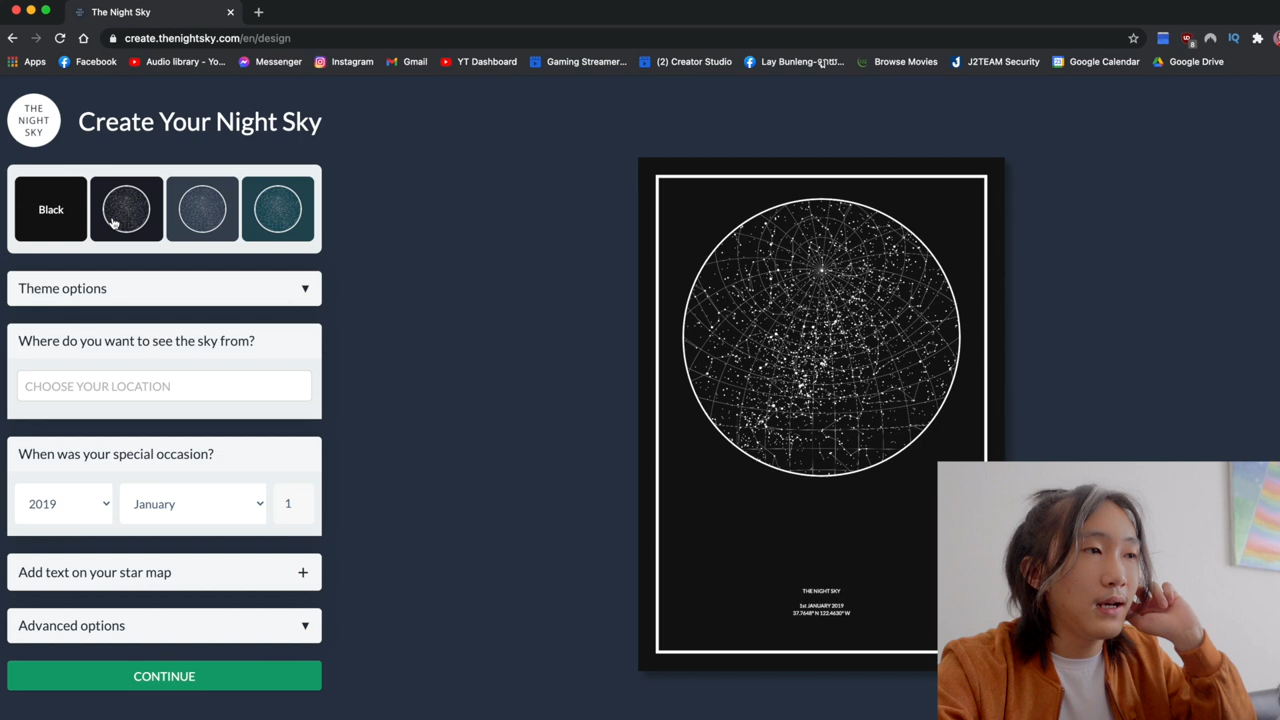 The Night Sky
create.thenightsky.com/en/design
Apps Facebook Audio library - Yo... Messenger Instagram Gmail YT Dashboard Gaming Streamer... (2) Creator Studio Browse Movies J2TEAM Security Google Calendar Google Drive
THE
NIGHT
SKY
Create Your Night Sky
Black
Theme options
Where do you want to see the sky from?
CHOOSE YOUR LOCATION
When was your special occasion?
2019 January 1
Add text on your star map +
Advanced options
CONTINUE
THE NIGHT SKY
1st JANUARY 2019
37.7648° N 122.4630° W